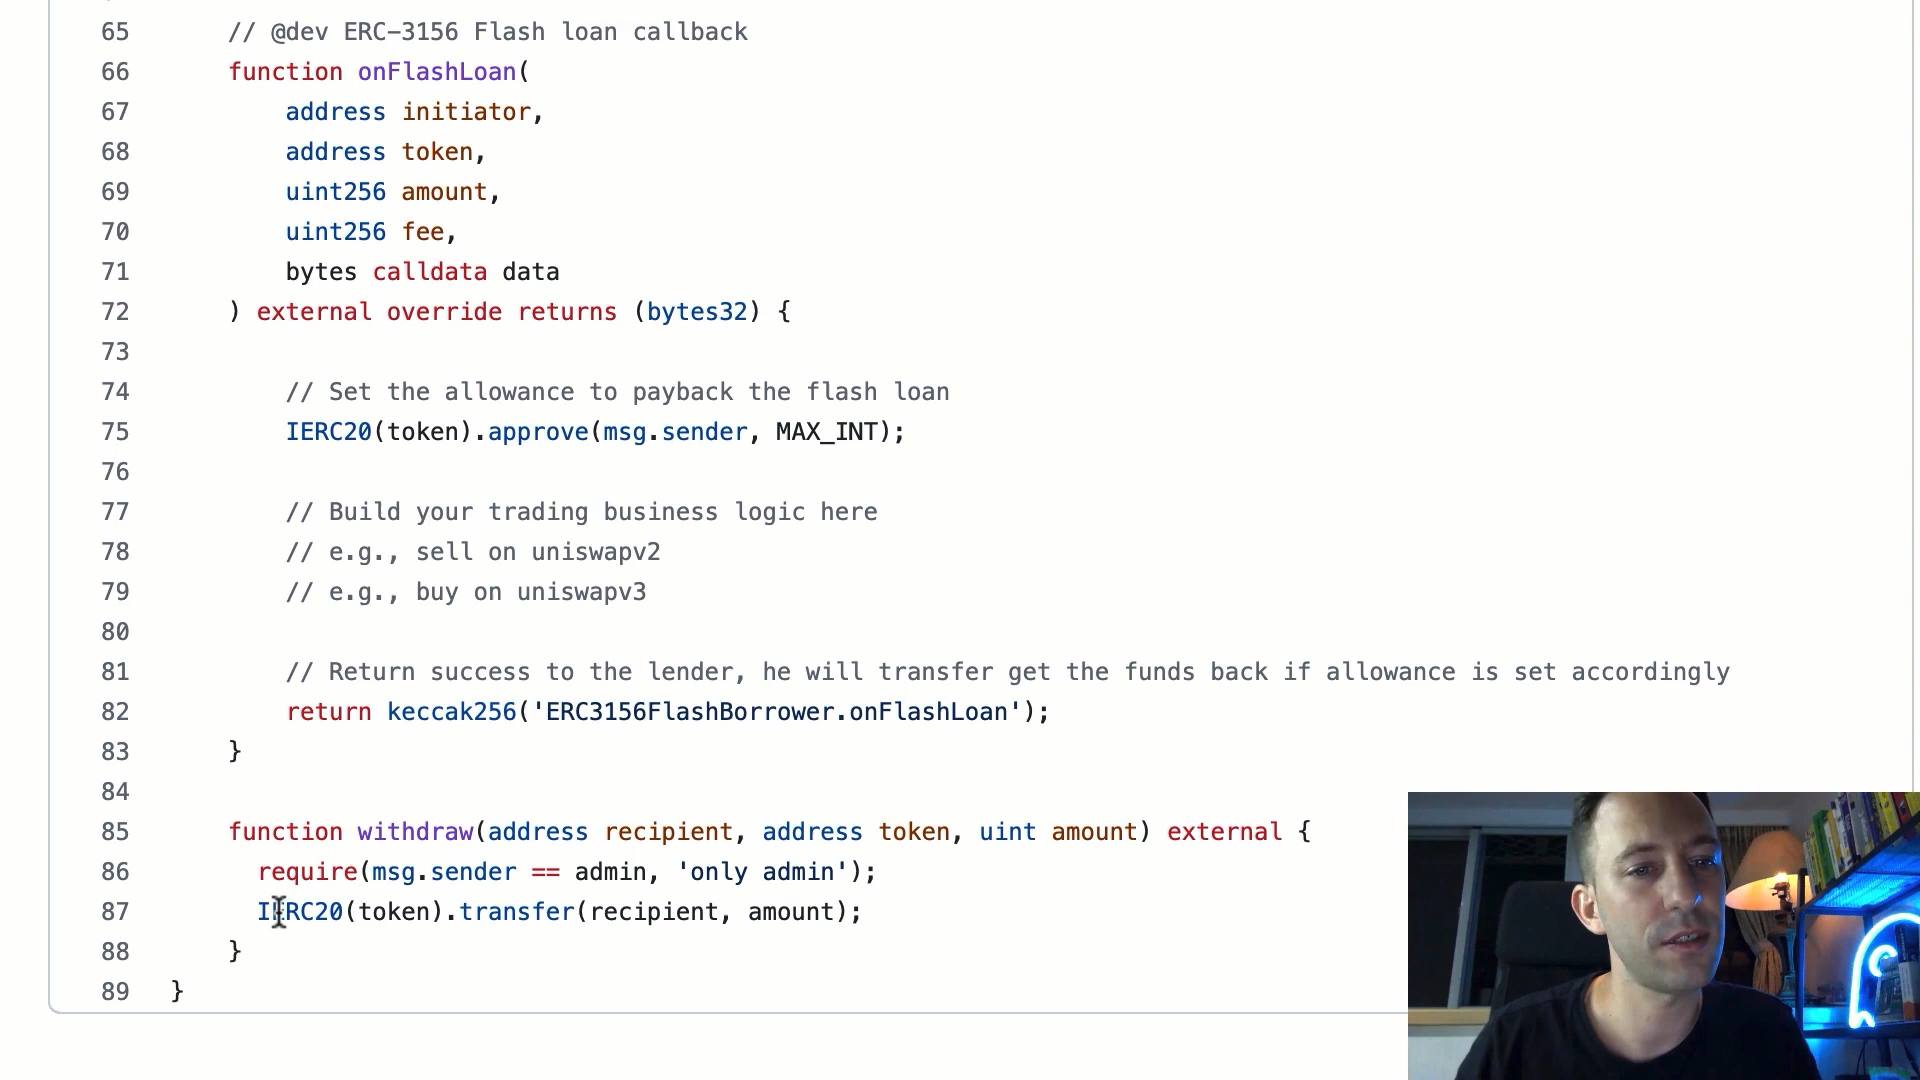 65 // @dev ERC-3156 Flash loan callback
66 function onFlashLoan(
67 address initiator,
68 address token,
69 uint256 amount,
70 uint256 fee,
71 bytes calldata data
72 ) external override returns (bytes32) {
73
74 // Set the allowance to payback the flash loan
75 IERC20(token).approve(msg.sender, MAX_INT);
76
77 // Build your trading business logic here
78 // e.g., sell on uniswapv2
79 // e.g., buy on uniswapv3
80
81 // Return success to the lender, he will transfer get the funds back if allowance is set accordingly
82 return keccak256('ERC3156FlashBorrower.onFlashLoan');
83 }
84
85 function withdraw(address recipient, address token, uint amount) external {
86 require(msg.sender == admin, 'only admin');
87 IERC20(token).transfer(recipient, amount);
88 }
89 }